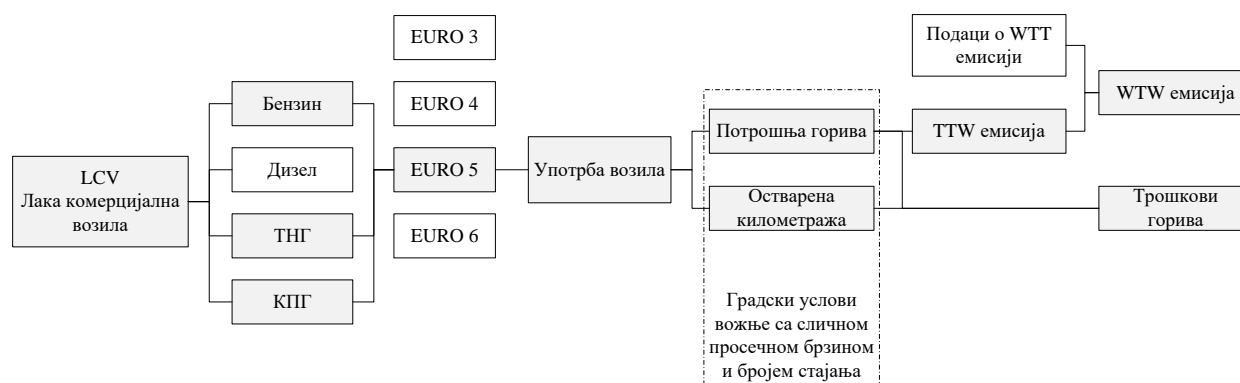 LCV
Лака комерцијална
возила
Бензин
Дизел
ТНГ
КПГ
EURO 3
EURO 4
EURO 5
EURO 6
Употрба возила
Потрошња горива
Остварена
километража
Градски услови
вожње са сличном
просечном брзином
и бројем стајања
Подаци о WTT
емисији
TTW емисија
WTW емисија
Трошкови
горива